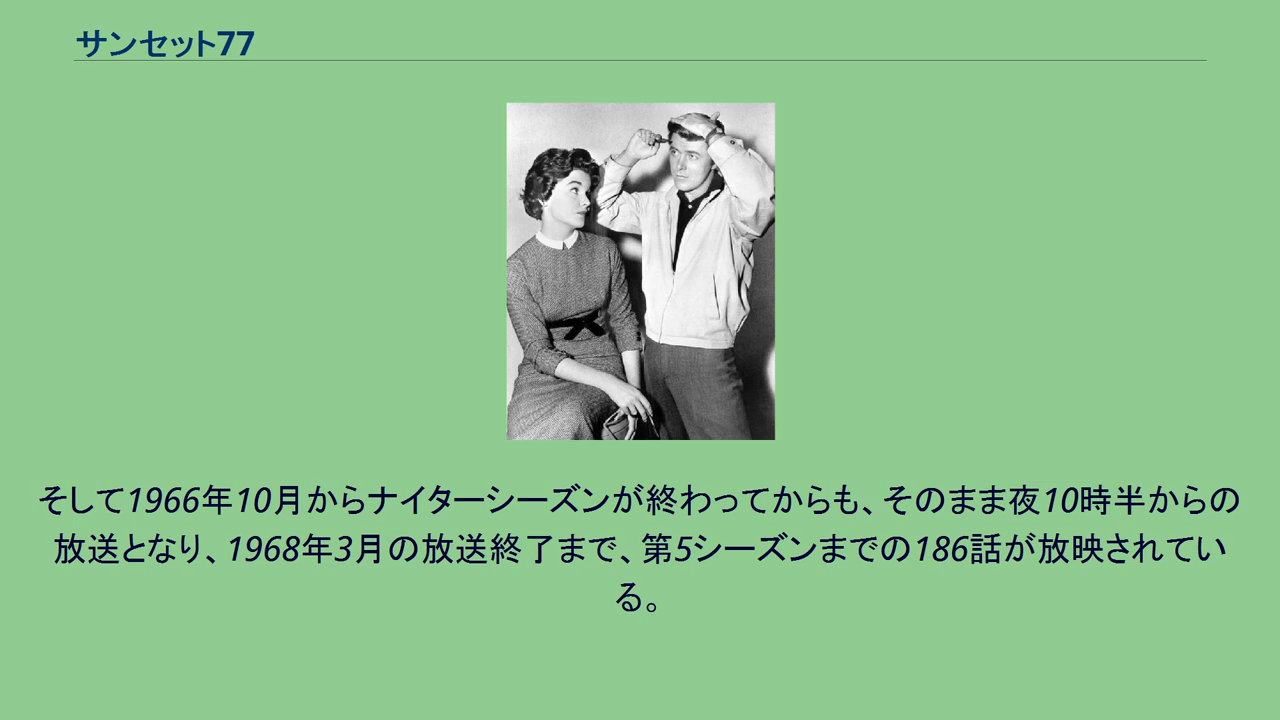 サンセット77
そして1966年10月からナイターシーズンが終わってからも、そのまま夜10時半からの
放送となり、1968年3月の放送終了まで、第5シーズンまでの186話が放映されてい
る。